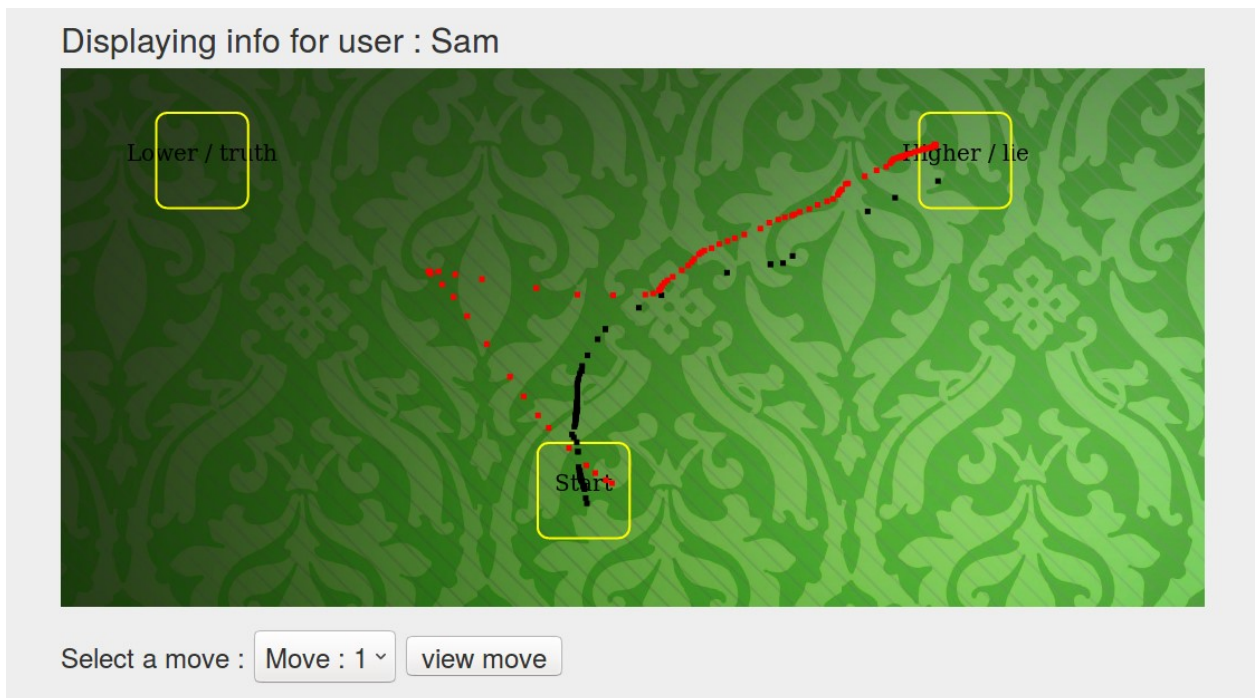 Displaying info for user : Sam
Lower / truth
Higher / lie
Start
Select a move : Move : 1 view move